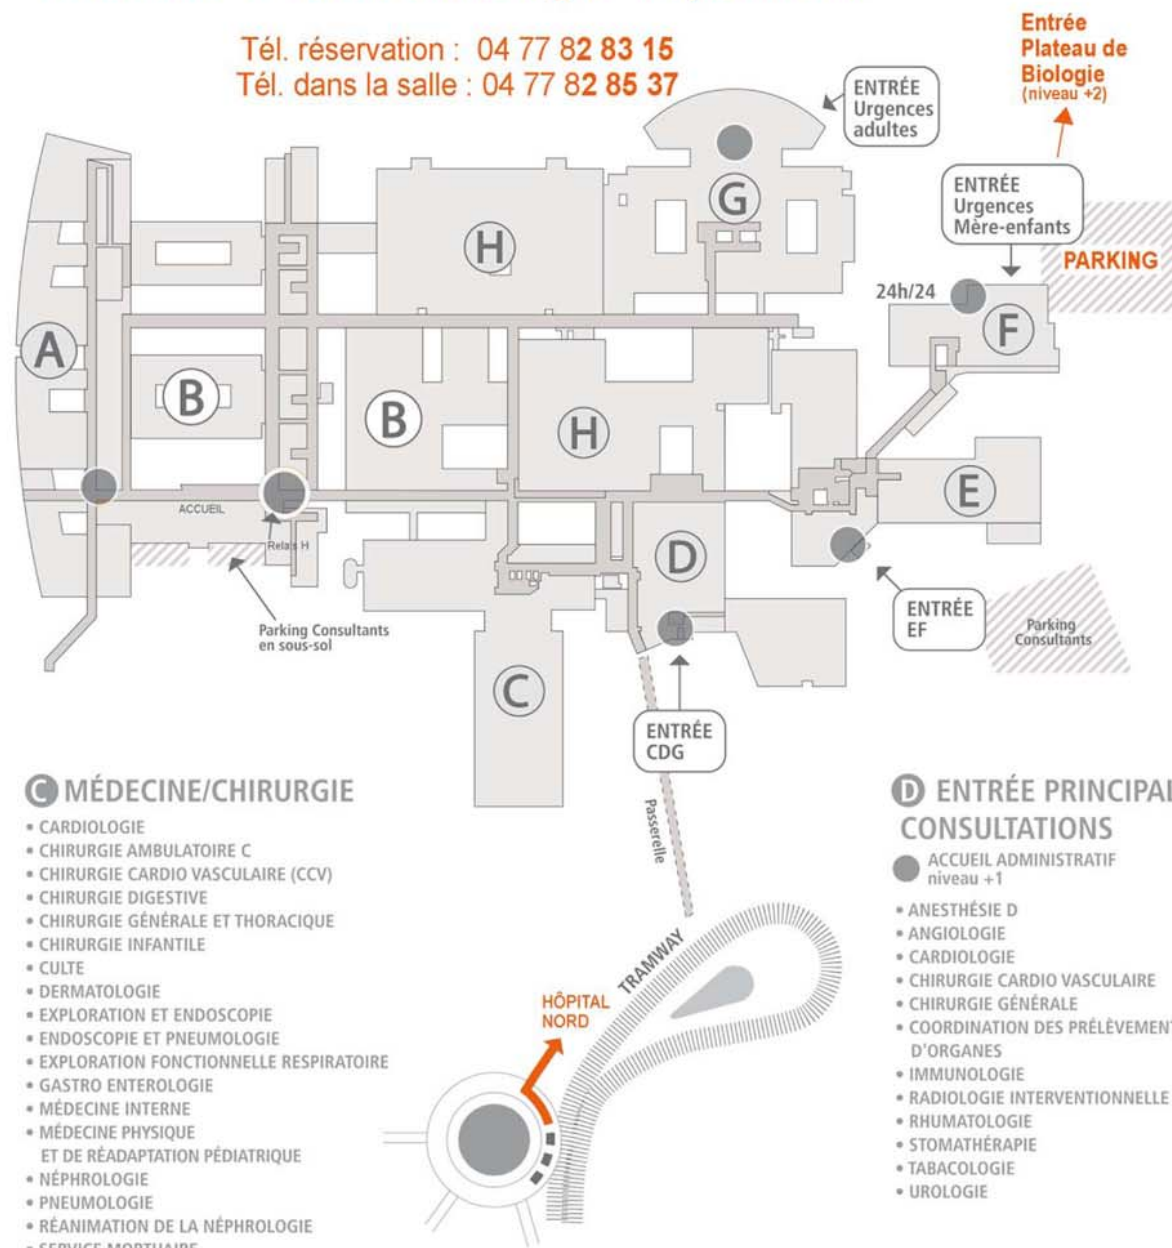 Tél. réservation : 04 77 82 83 15
Tél. dans la salle : 04 77 82 85 37
Entrée
Plateau de
Biologie
(niveau +2)
ENTRÉE
Urgences
adultes
ENTRÉE
Urgences
Mère-enfants
PARKING
24h/24
G
H
F
A
B
B
H
E
ACCUEIL
Relais H
D
ENTRÉE
EF
Parking
Consultants
Parking Consultants
en sous-sol
C
ENTRÉE
CDG
Passerelle
C MÉDECINE/CHIRURGIE
• CARDIOLOGIE
• CHIRURGIE AMBULATOIRE C
• CHIRURGIE CARDIO VASCULAIRE (CCV)
• CHIRURGIE DIGESTIVE
• CHIRURGIE GÉNÉRALE ET THORACIQUE
• CHIRURGIE INFANTILE
• CULTE
• DERMATOLOGIE
• EXPLORATION ET ENDOSCOPIE
• ENDOSCOPIE ET PNEUMOLOGIE
• EXPLORATION FONCTIONNELLE RESPIRATOIRE
• GASTRO ENTEROLOGIE
• MÉDECINE INTERNE
• MÉDECINE PHYSIQUE
ET DE RÉADAPTATION PÉDIATRIQUE
• NÉPHROLOGIE
• PNEUMOLOGIE
• RÉANIMATION DE LA NÉPHROLOGIE
• SERVICE MORTUAIRE
TRAMWAY
HÔPITAL
NORD
D ENTRÉE PRINCIPAL
CONSULTATIONS
ACCUEIL ADMINISTRATIF
niveau +1
• ANESTHÉSIE D
• ANGIOLOGIE
• CARDIOLOGIE
• CHIRURGIE CARDIO VASCULAIRE
• CHIRURGIE GÉNÉRALE
• COORDINATION DES PRÉLÈVEMENT
D'ORGANES
• IMMUNOLOGIE
• RADIOLOGIE INTERVENTIONNELLE
• RHUMATOLOGIE
• STOMATHÉRAPIE
• TABACOLOGIE
• UROLOGIE